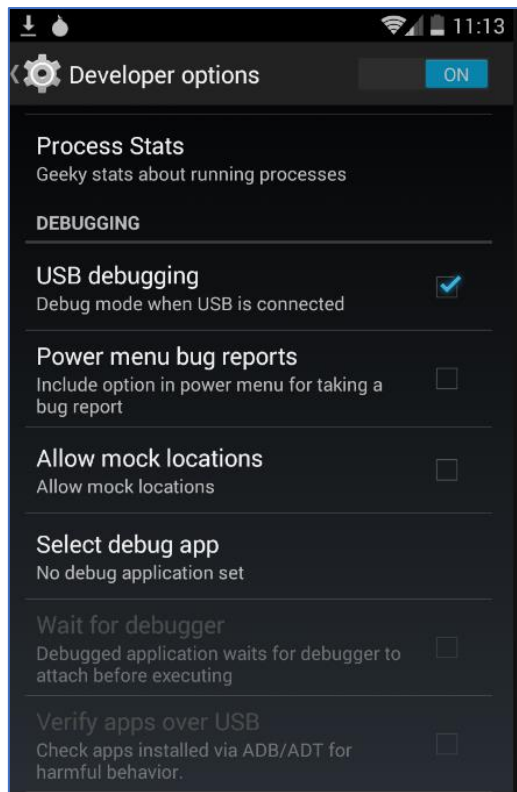 11:13
Developer options
ON
Process Stats
Geeky stats about running processes
DEBUGGING
USB debugging
Debug mode when USB is connected
Power menu bug reports
Include option in power menu for taking a
bug report
Allow mock locations
Allow mock locations
Select debug app
No debug application set
Wait for debugger
Debugged application waits for debugger to
attach before executing
Verify apps over USB
Check apps installed via ADB/ADT for
harmful behavior.